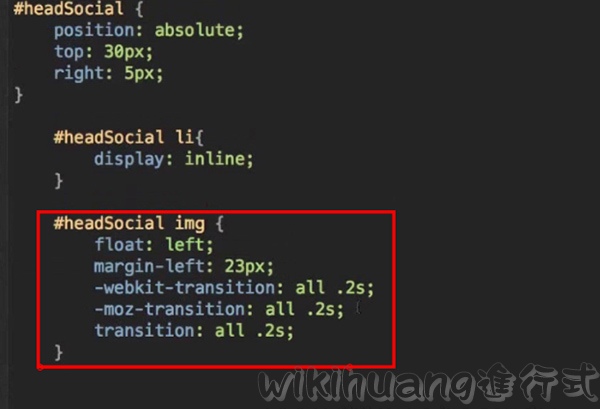 #headSocial {
    position: absolute;
    top: 30px;
    right: 5px;
}
    #headSocial li{
        display: inline;
    }
    #headSocial img {
        float: left;
        margin-left: 23px;
        -webkit-transition: all .2s;
        -moz-transition: all .2s;
        transition: all .2s;
    }
wikihuang進行式